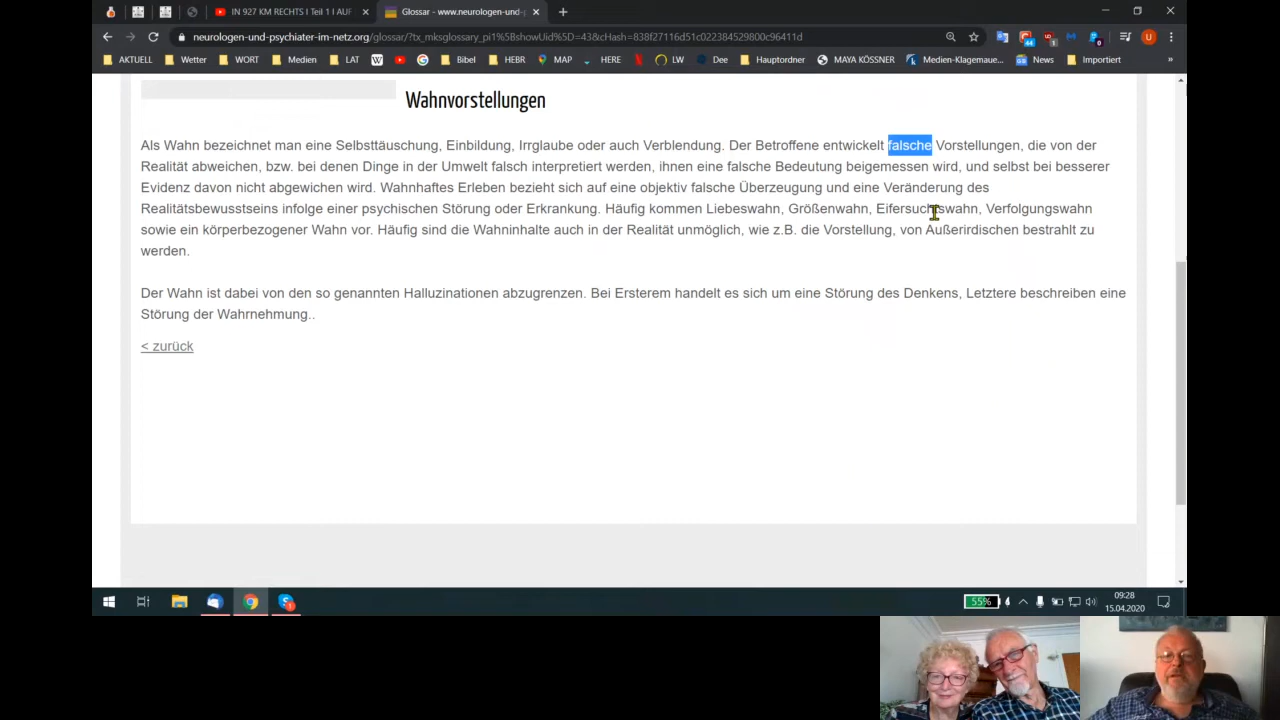 IN 927 KM RECHTS I Teil 1 I AUF
Glossar - www.neurologen-und-p
neurologen-und-psychiater-im-netz.org/glossar/?tx_mksglossary_pi1%5BshowUid%5D=43&cHash=838f27116d51c022384529800c96411d
AKTUELL Wetter WORT Medien LAT Bibel HEBR MAP HERE LW Dee Hauptordner MAYA KÖSSNER Medien-Klagemaue... News Importiert
Wahnvorstellungen
Als Wahn bezeichnet man eine Selbsttäuschung, Einbildung, Irrglaube oder auch Verblendung. Der Betroffene entwickelt falsche Vorstellungen, die von der
Realität abweichen, bzw. bei denen Dinge in der Umwelt falsch interpretiert werden, ihnen eine falsche Bedeutung beigemessen wird, und selbst bei besserer
Evidenz davon nicht abgewichen wird. Wahnhaftes Erleben bezieht sich auf eine objektiv falsche Überzeugung und eine Veränderung des
Realitätsbewusstseins infolge einer psychischen Störung oder Erkrankung. Häufig kommen Liebeswahn, Größenwahn, Eifersuchtswahn, Verfolgungswahn
sowie ein körperbezogener Wahn vor. Häufig sind die Wahninhalte auch in der Realität unmöglich, wie z.B. die Vorstellung, von Außerirdischen bestrahlt zu
werden.
Der Wahn ist dabei von den so genannten Halluzinationen abzugrenzen. Bei Ersterem handelt es sich um eine Störung des Denkens, Letztere beschreiben eine
Störung der Wahrnehmung..
< zurück
55%
09:28
15.04.2020